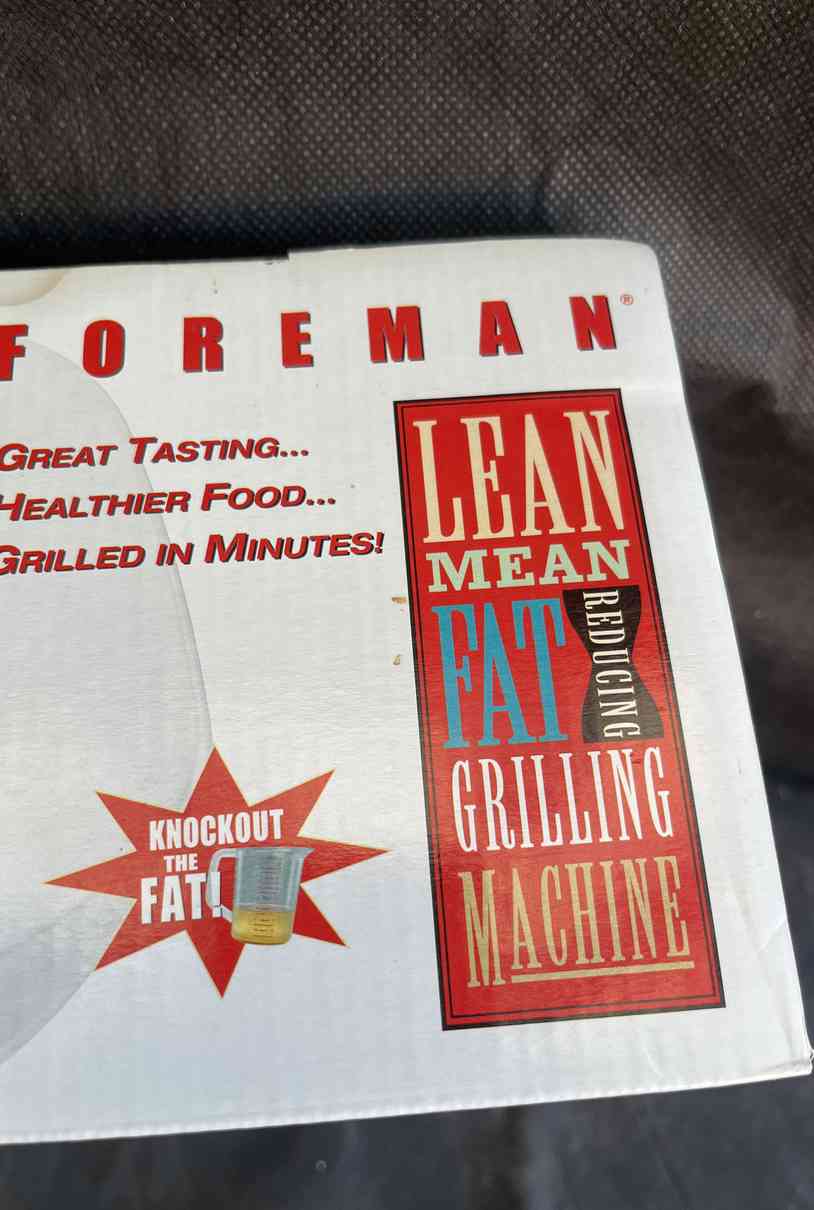 FOREMAN®
GREAT TASTING...
HEALTHIER FOOD...
GRILLED IN MINUTES!
LEAN
MEAN
FAT REDUCING
GRILLING
MACHINE
KNOCKOUT
THE
FAT!